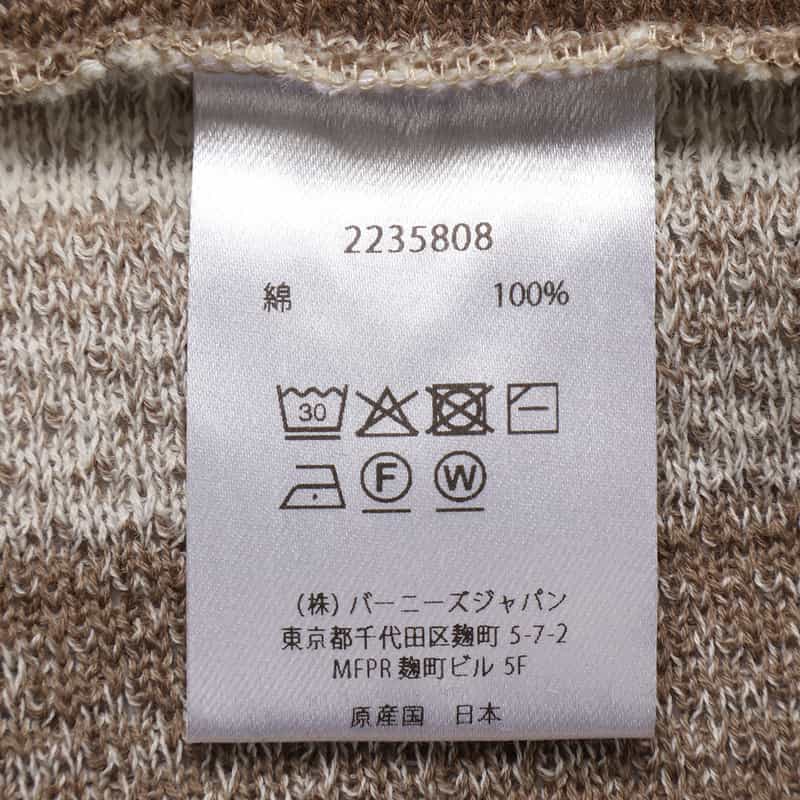 2235808
綿 100%
30
F W
(株) バーニーズジャパン
東京都千代田区麹町 5-7-2
MFPR 麹町ビル 5F
原産国 日本